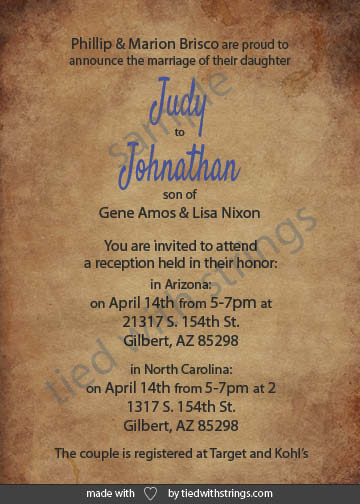 Phillip & Marion Brisco are proud to
announce the marriage of their daughter
Judy
to
Johnathan
son of
Gene Amos & Lisa Nixon
You are invited to attend
a reception held in their honor:
in Arizona:
on April 14th from 5-7pm at
21317 S. 154th St.
Gilbert, AZ 85298
in North Carolina:
on April 14th from 5-7pm at 2
1317 S. 154th St.
Gilbert, AZ 85298
The couple is registered at Target and Kohl's
sample
tied with strings
made with ♡ by tiedwithstrings.com